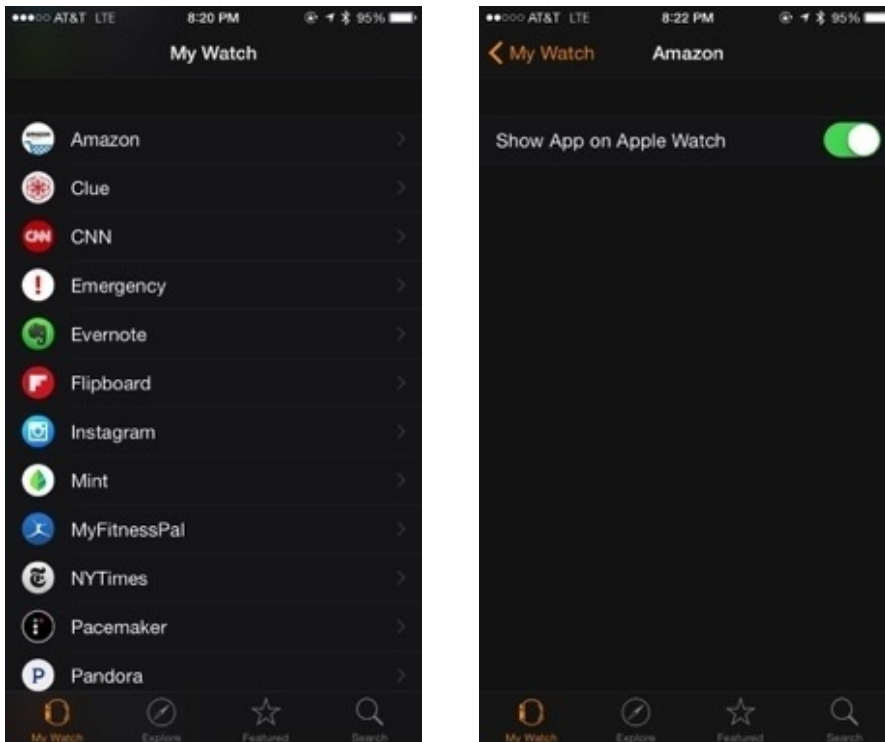 AT&T LTE 8:20 PM 95%
My Watch
Amazon
Clue
CNN CNN
Emergency
Evernote
Flipboard
Instagram
Mint
MyFitnessPal
NYTimes
Pacemaker
P Pandora
My Watch Explore Featured Search
AT&T LTE 8:22 PM 95%
My Watch Amazon
Show App on Apple Watch
My Watch Explore Featured Search